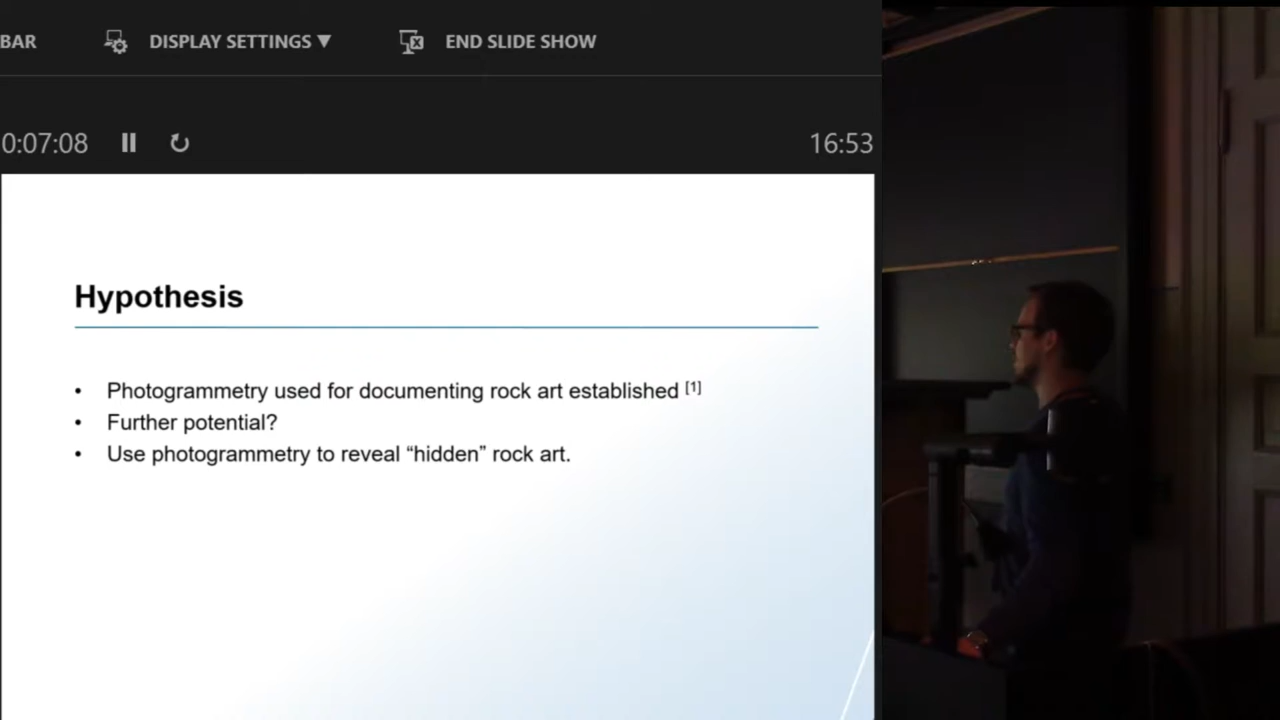 BAR DISPLAY SETTINGS ▼ END SLIDE SHOW
0:07:08 16:53
Hypothesis
• Photogrammetry used for documenting rock art established [1]
• Further potential?
• Use photogrammetry to reveal “hidden” rock art.